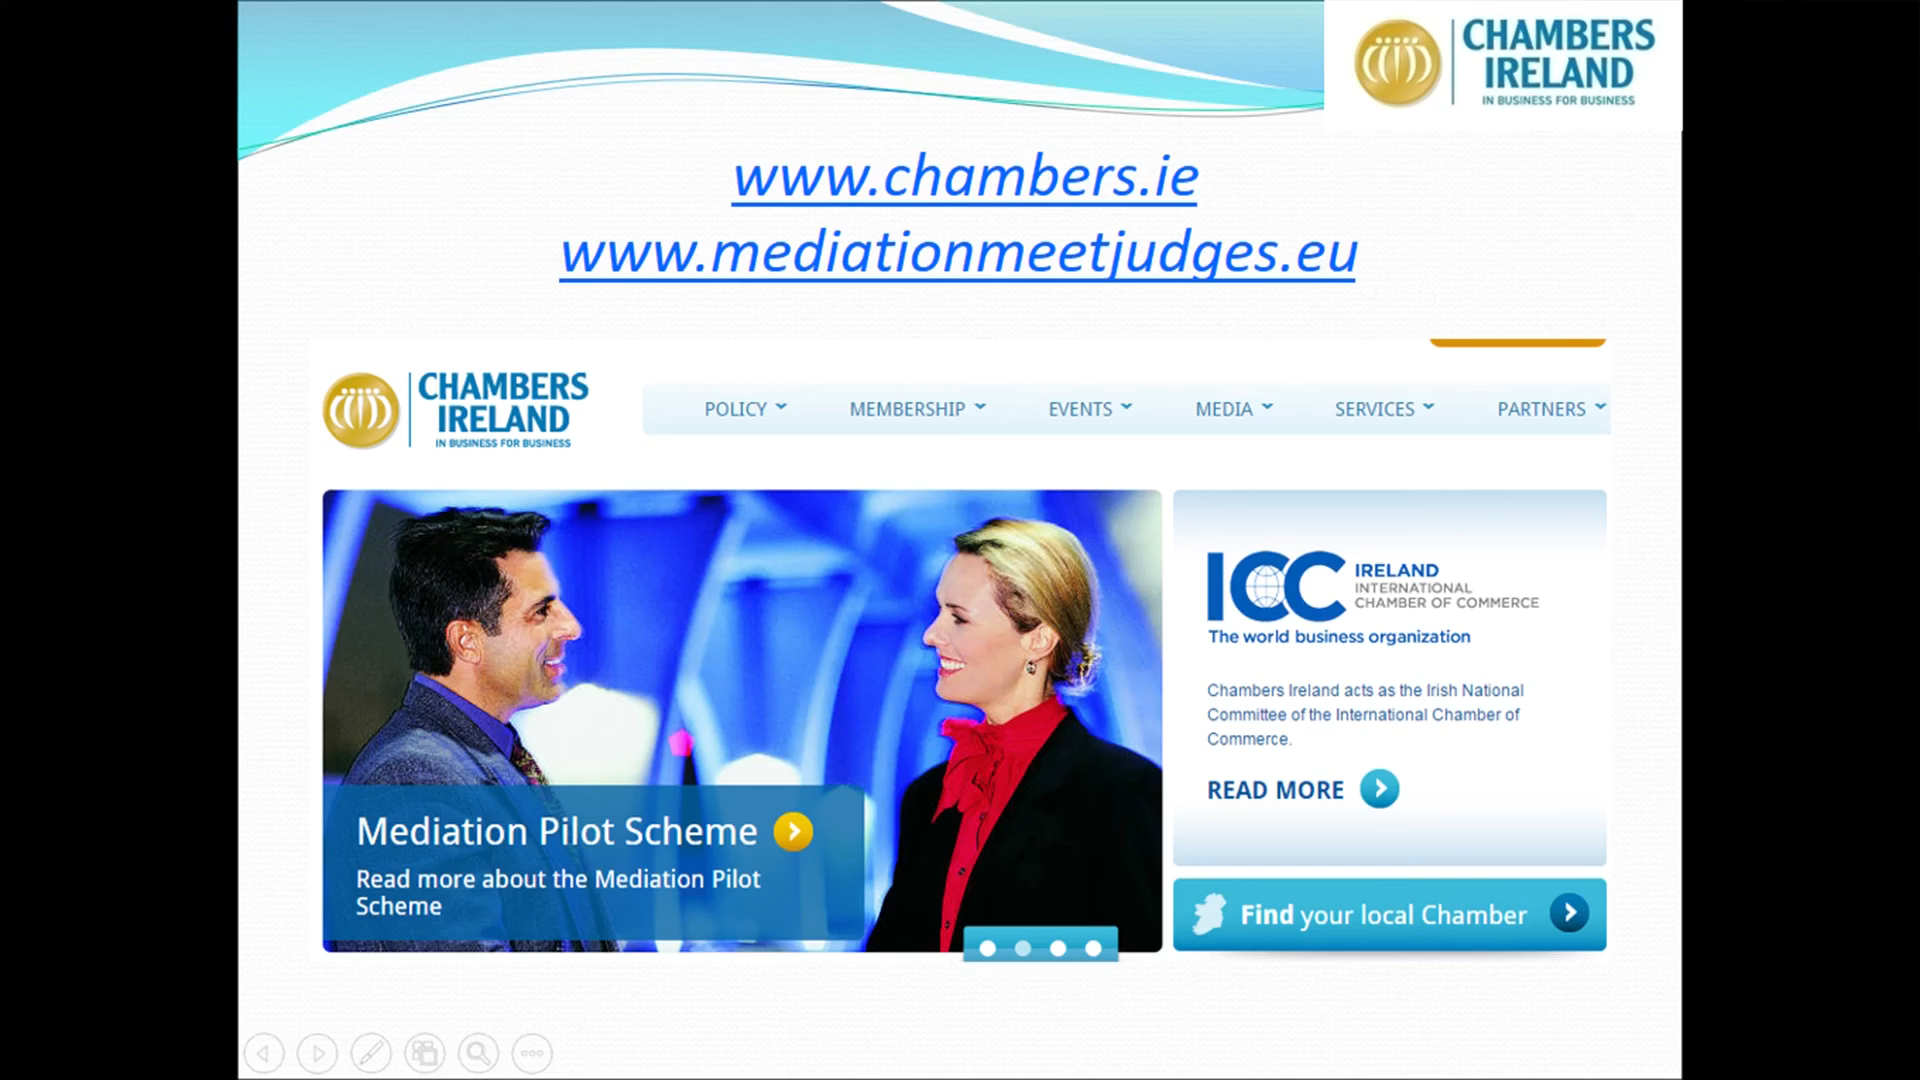 CHAMBERS
IRELAND
IN BUSINESS FOR BUSINESS
www.chambers.ie
www.mediationmeetjudges.eu
CHAMBERS
IRELAND
IN BUSINESS FOR BUSINESS
POLICY MEMBERSHIP EVENTS MEDIA SERVICES PARTNERS
Mediation Pilot Scheme
Read more about the Mediation Pilot
Scheme
ICC IRELAND
INTERNATIONAL
CHAMBER OF COMMERCE
The world business organization
Chambers Ireland acts as the Irish National
Committee of the International Chamber of
Commerce.
READ MORE
Find your local Chamber